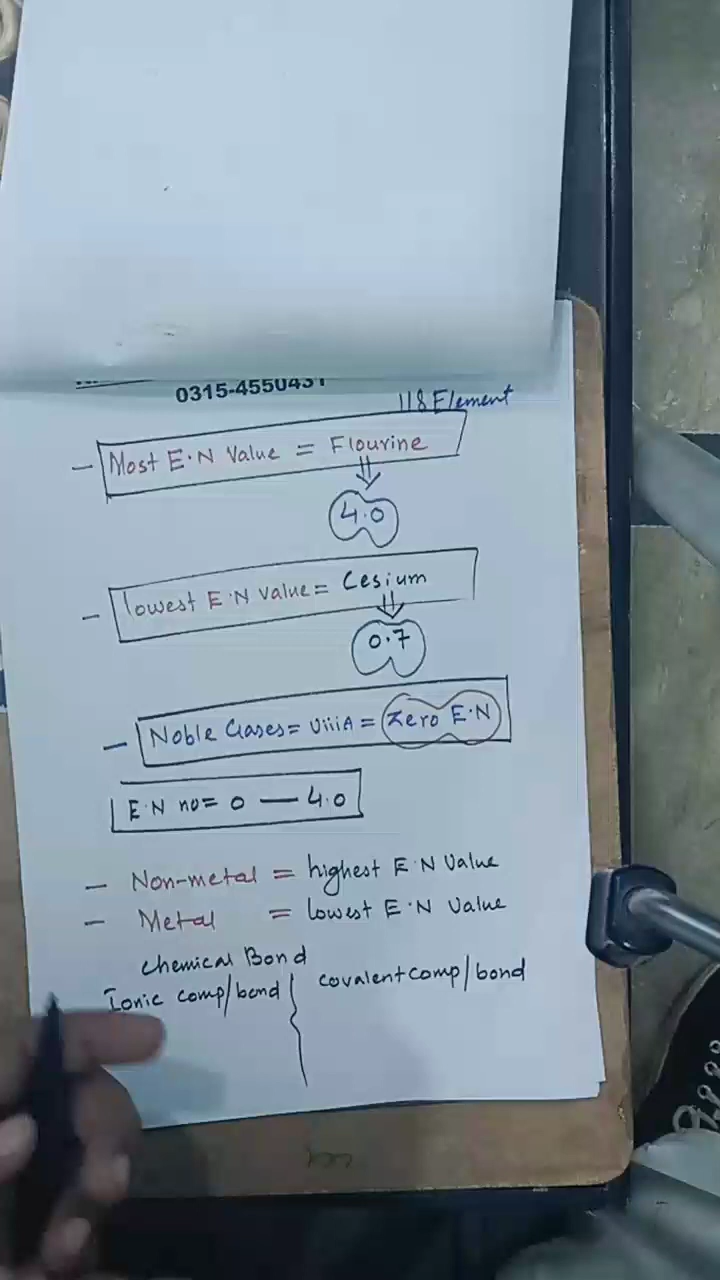 0315-4550431
118 Element
- Most E·N Value = Flourine
4.0
- lowest E·N value = Cesium
0.7
- Noble Gases = viiiA = Zero E·N
E·N no = 0 — 4.0
- Non-metal = highest E·N Value
- Metal = lowest E·N Value
Chemical Bond
Ionic comp/bond
covalent comp/bond